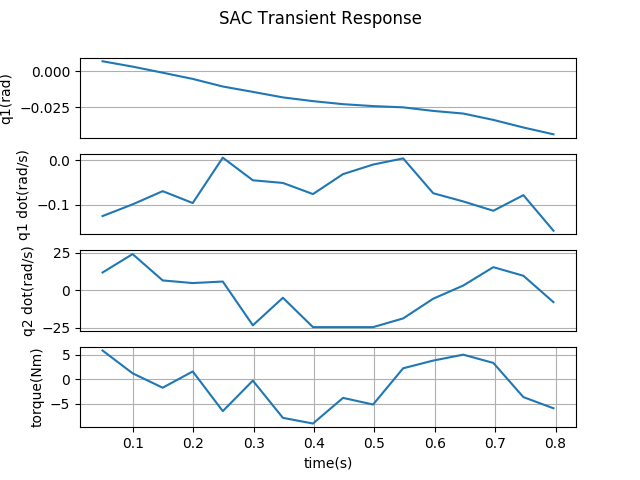 SAC Transient Response
q1(rad)
0.000
−0.025
q1 dot(rad/s)
0.0
−0.1
q2 dot(rad/s)
25
0
−25
torque(Nm)
5
0
−5
0.1 0.2 0.3 0.4 0.5 0.6 0.7 0.8
time(s)